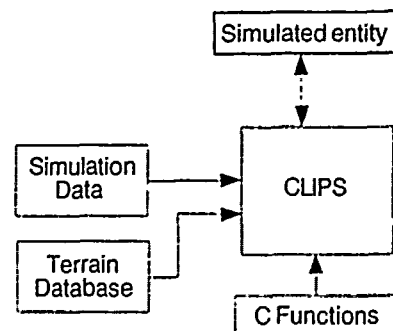 Simulated entity
Simulation
Data
CLIPS
Terrain
Database
C Functions